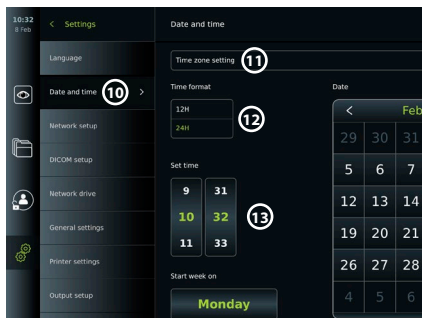 10:32
8 Feb
Settings
Language
Date and time
10
Network setup
DICOM setup
Network drive
General settings
Printer settings
Output setup
Date and time
Time zone setting
11
Time format
12H
24H
12
Set time
9 31
10 32
11 33
13
Start week on
Monday
Date
< Feb
29 30 31
5 6 7
12 13 14
19 20 21
26 27 28
4 5 6